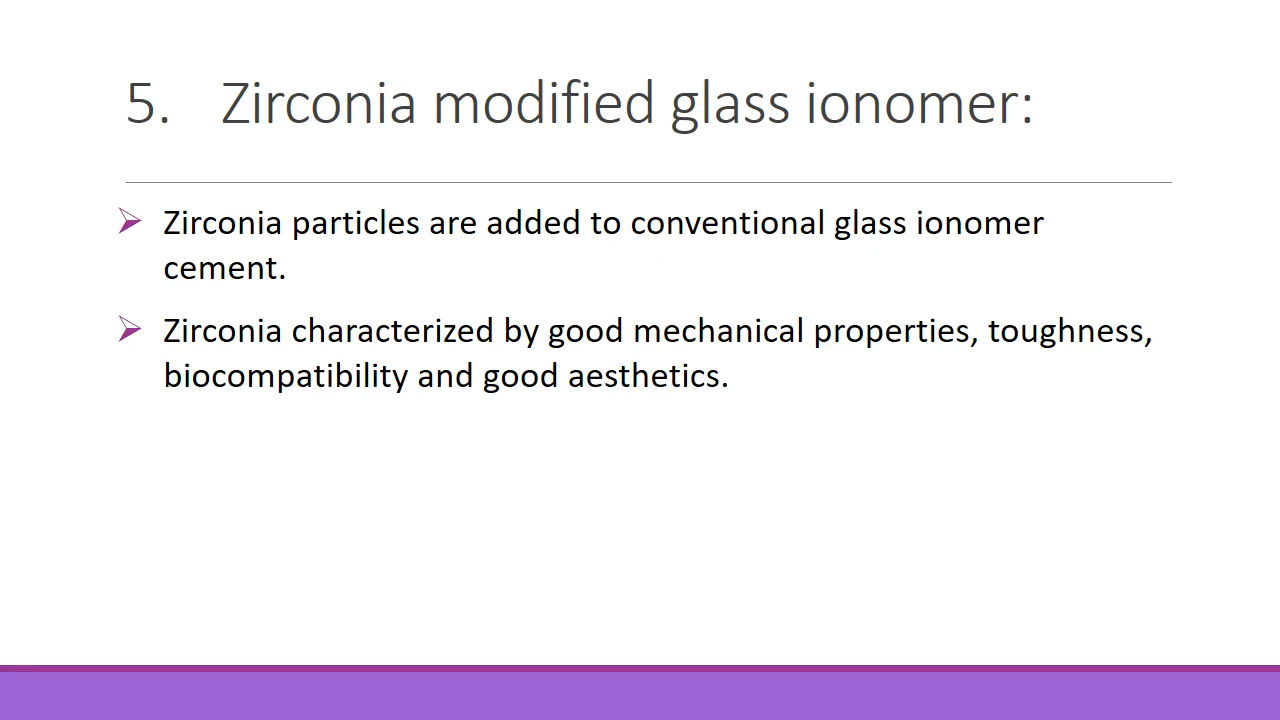 5. Zirconia modified glass ionomer:
Zirconia particles are added to conventional glass ionomer
cement.
Zirconia characterized by good mechanical properties, toughness,
biocompatibility and good aesthetics.